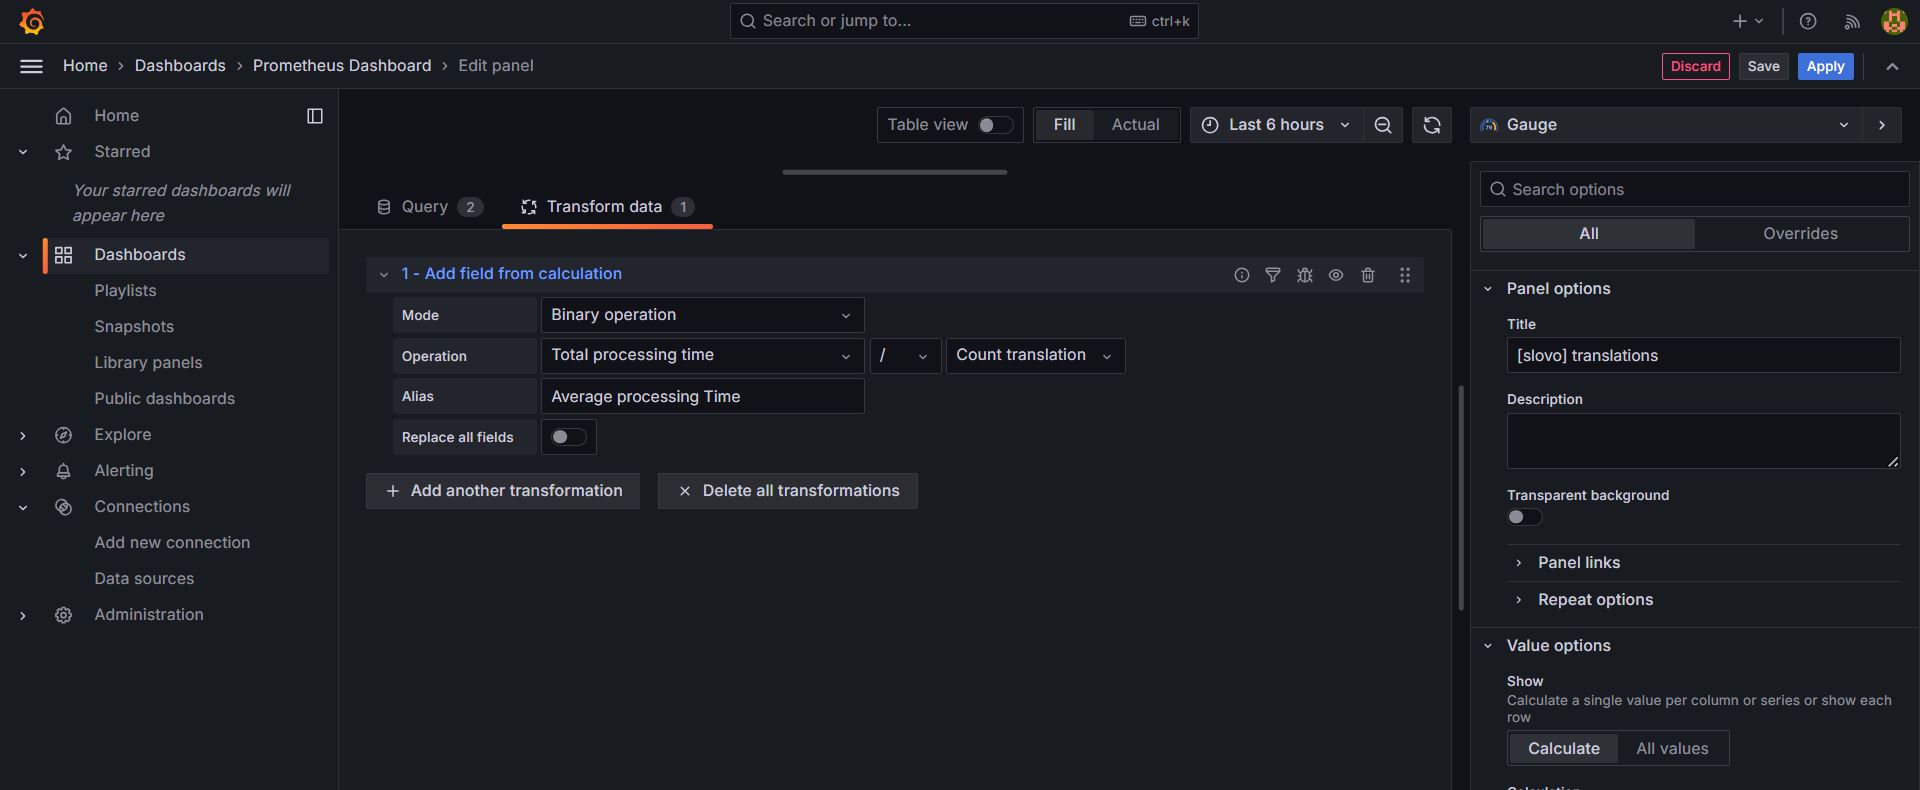 Search or jump to...
ctrl+k
Home
Dashboards
Prometheus Dashboard
Edit panel
Discard
Save
Apply
Home
Starred
Your starred dashboards will
appear here
Dashboards
Playlists
Snapshots
Library panels
Public dashboards
Explore
Alerting
Connections
Add new connection
Data sources
Administration
Table view
Fill
Actual
Last 6 hours
Query 2
Transform data 1
1 - Add field from calculation
Mode
Binary operation
Operation
Total processing time
/
Count translation
Alias
Average processing Time
Replace all fields
Add another transformation
Delete all transformations
Gauge
Search options
All
Overrides
Panel options
Title
[slovo] translations
Description
Transparent background
Panel links
Repeat options
Value options
Show
Calculate a single value per column or series or show each
row
Calculate
All values